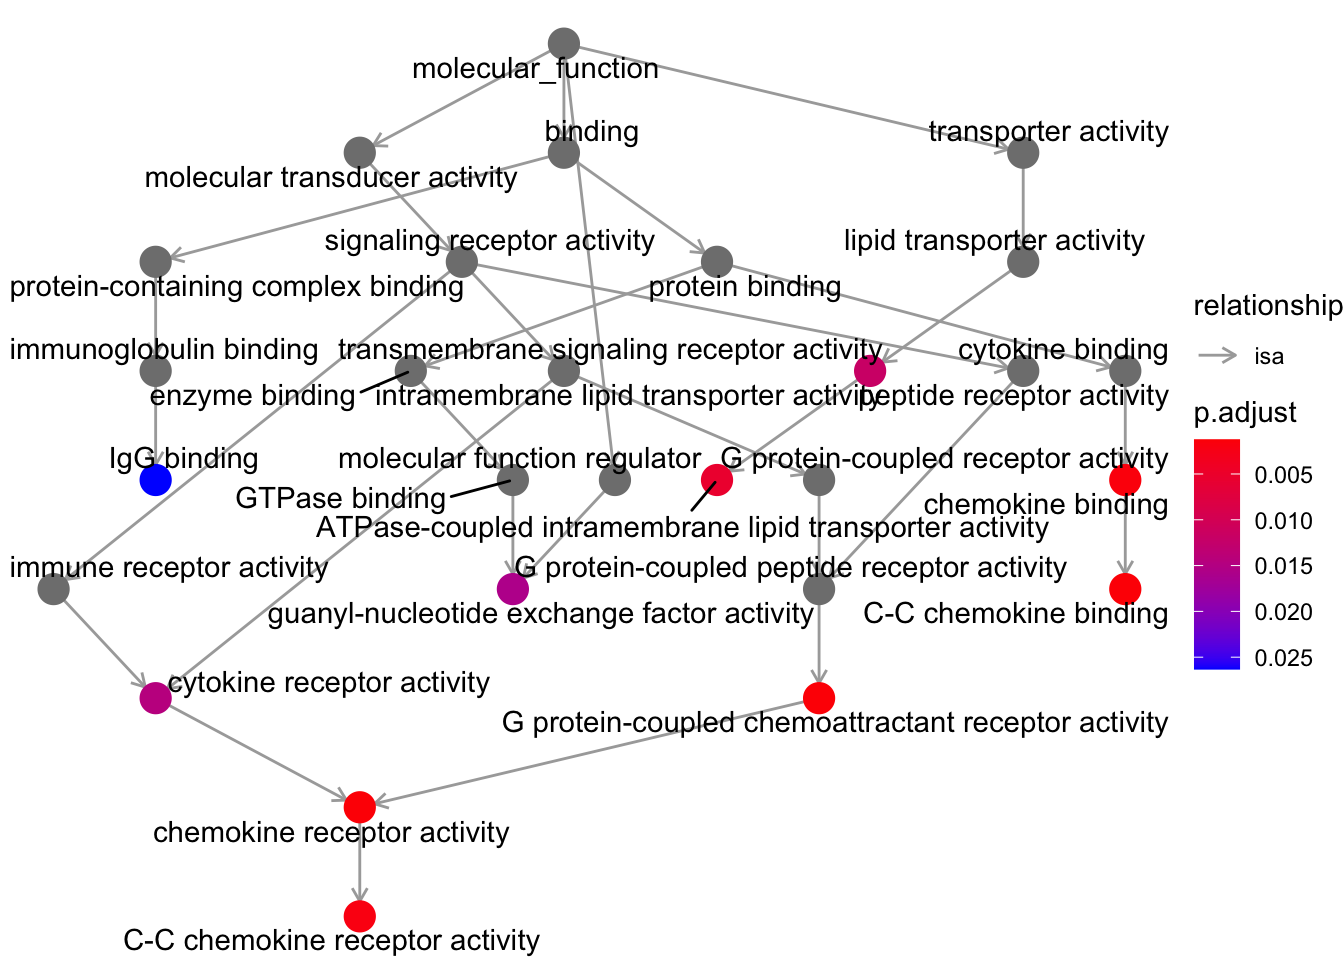 molecular_function
binding
transporter activity
molecular transducer activity
signaling receptor activity
lipid transporter activity
protein-containing complex binding
protein binding
immunoglobulin binding
transmembrane signaling receptor activity
cytokine binding
enzyme binding
intramembrane lipid transporter activity
peptide receptor activity
IgG binding
molecular function regulator
G protein-coupled receptor activity
GTPase binding
chemokine binding
ATPase-coupled intramembrane lipid transporter activity
immune receptor activity
G protein-coupled peptide receptor activity
guanyl-nucleotide exchange factor activity
C-C chemokine binding
cytokine receptor activity
G protein-coupled chemoattractant receptor activity
chemokine receptor activity
C-C chemokine receptor activity
relationship
isa
p.adjust
0.005
0.010
0.015
0.020
0.025